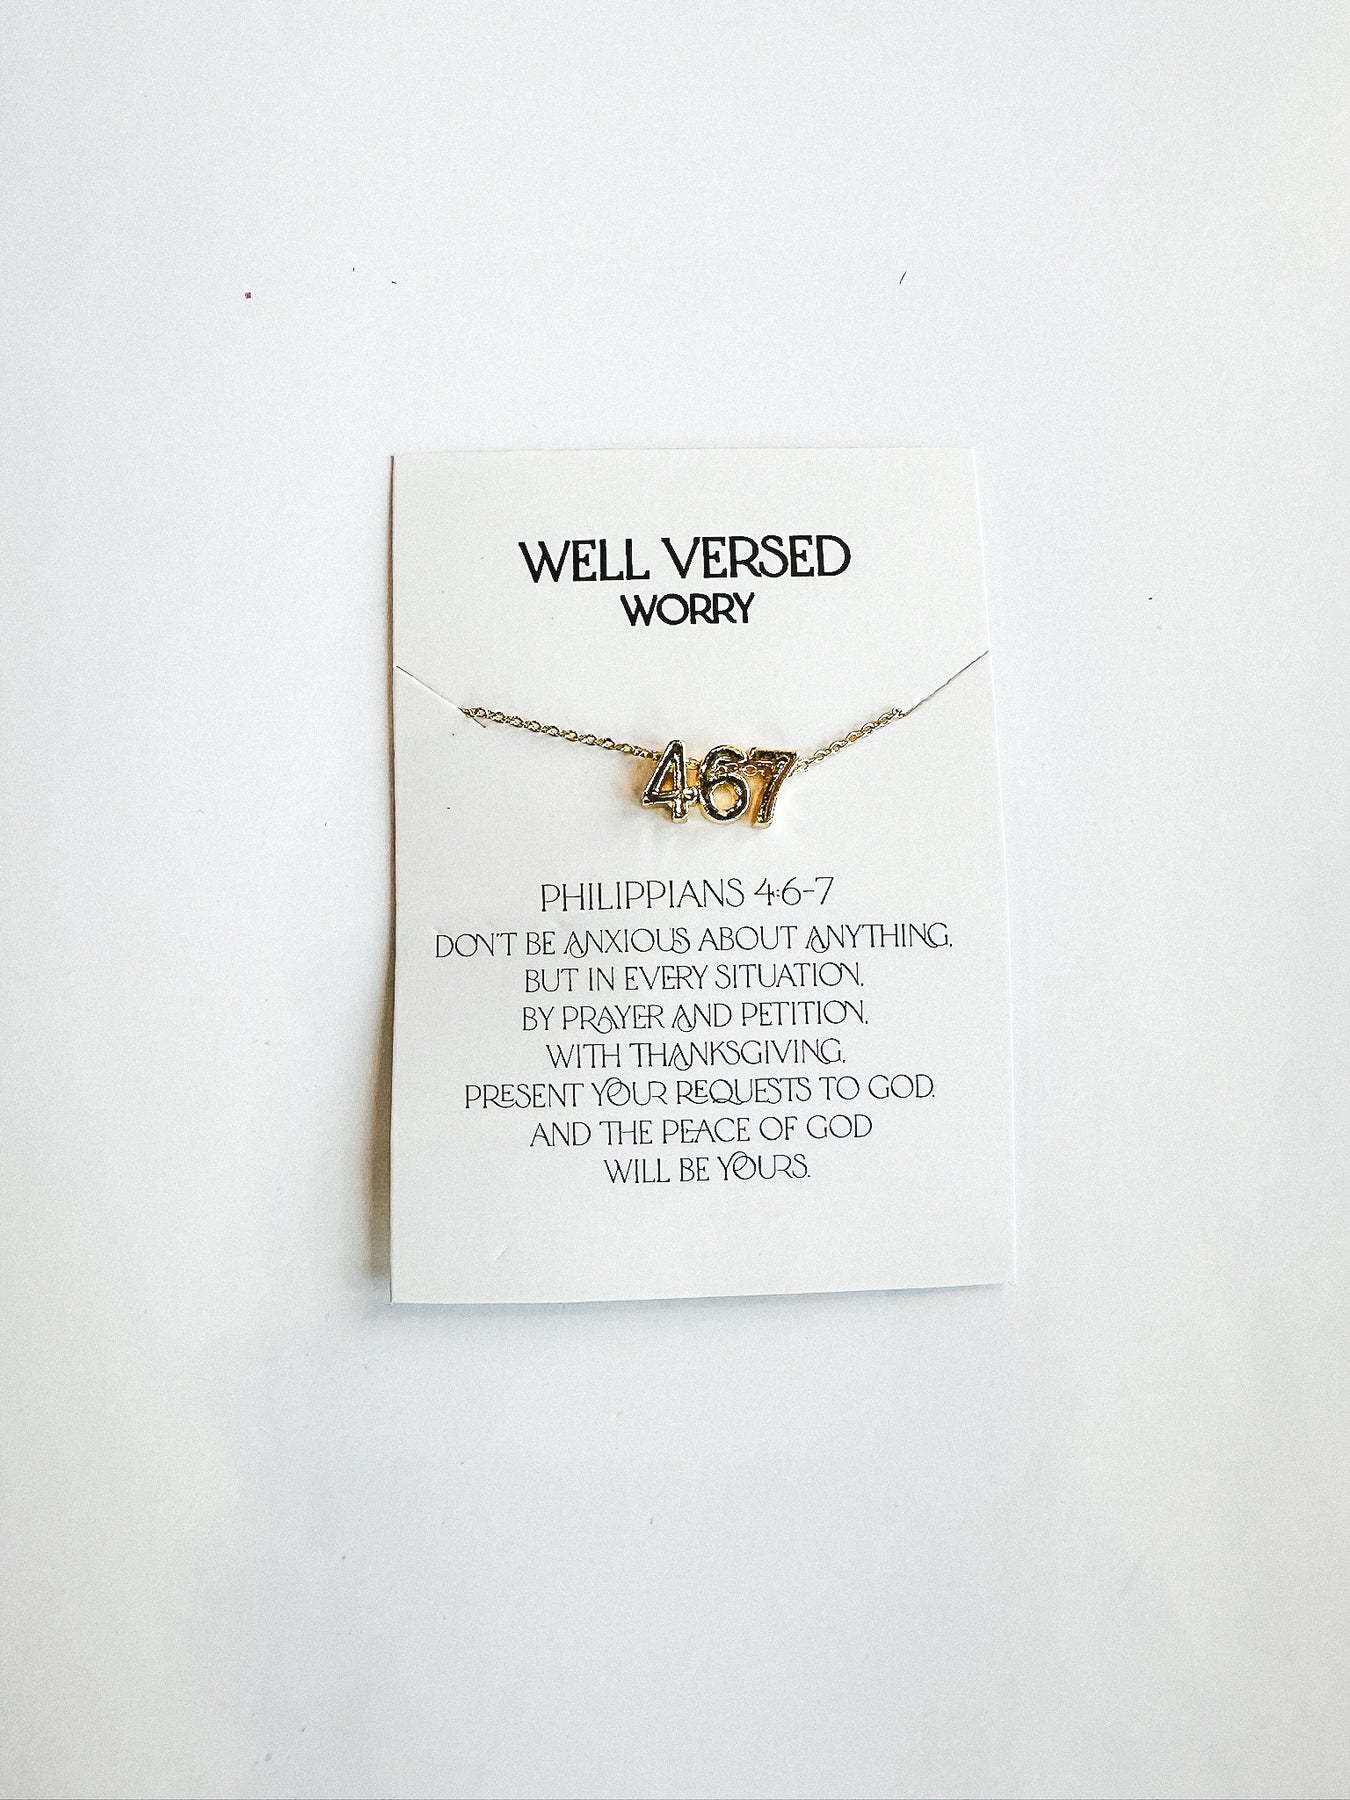 WELL VERSED
WORRY
467
PHILIPPIANS 4:6-7
DON'T BE ANXIOUS ABOUT ANYTHING,
BUT IN EVERY SITUATION,
BY PRAYER AND PETITION,
WITH THANKSGIVING,
PRESENT YOUR REQUESTS TO GOD.
AND THE PEACE OF GOD
WILL BE YOURS.